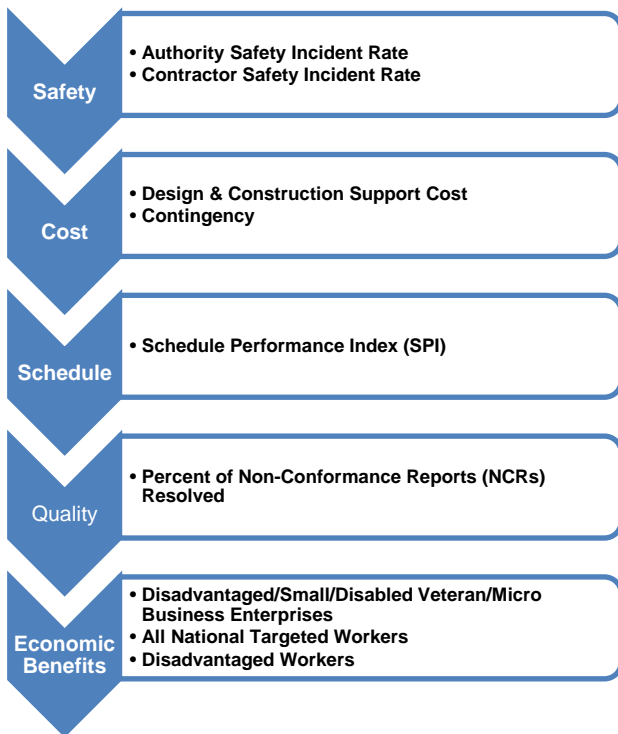 Safety
• Authority Safety Incident Rate
• Contractor Safety Incident Rate
Cost
• Design & Construction Support Cost
• Contingency
Schedule
• Schedule Performance Index (SPI)
Quality
• Percent of Non-Conformance Reports (NCRs)
Resolved
Economic
Benefits
• Disadvantaged/Small/Disabled Veteran/Micro
Business Enterprises
• All National Targeted Workers
• Disadvantaged Workers